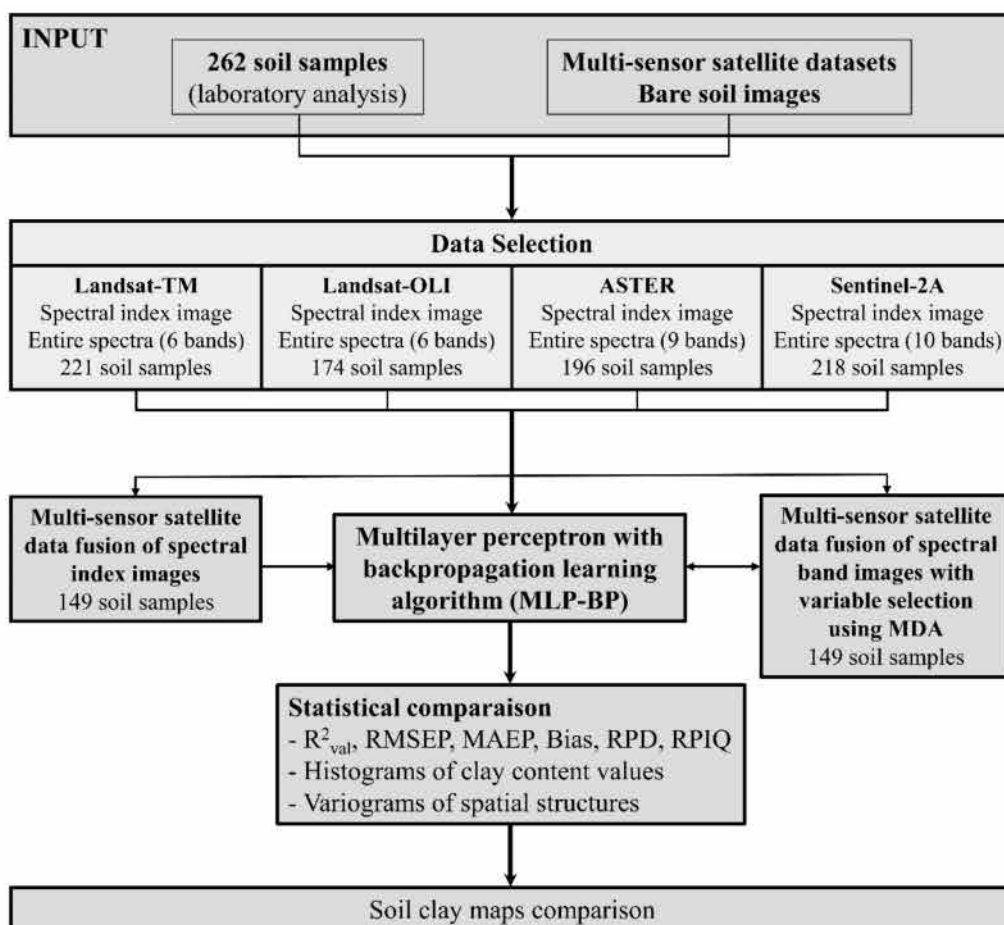 INPUT
262 soil samples
(laboratory analysis)
Multi-sensor satellite datasets
Bare soil images
Data Selection
Landsat-TM
Spectral index image
Entire spectra (6 bands)
221 soil samples
Landsat-OLI
Spectral index image
Entire spectra (6 bands)
174 soil samples
ASTER
Spectral index image
Entire spectra (9 bands)
196 soil samples
Sentinel-2A
Spectral index image
Entire spectra (10 bands)
218 soil samples
Multi-sensor satellite
data fusion of spectral
index images
149 soil samples
Multilayer perceptron with
backpropagation learning
algorithm (MLP-BP)
Multi-sensor satellite
data fusion of spectral
band images with
variable selection
using MDA
149 soil samples
Statistical comparaison
- R²val, RMSEP, MAEP, Bias, RPD, RPIQ
- Histograms of clay content values
- Variograms of spatial structures
Soil clay maps comparison